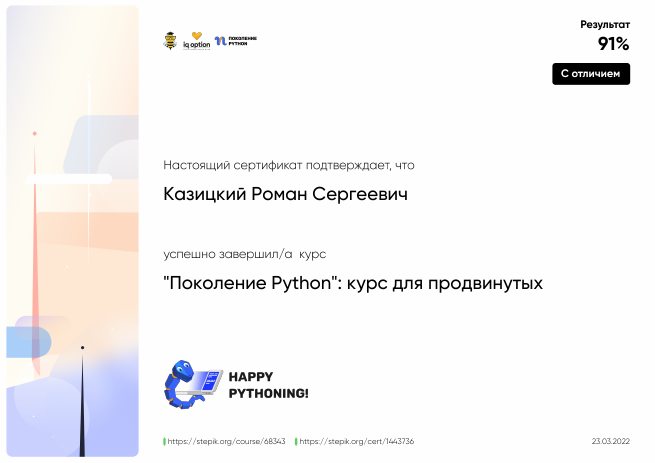 iq option
ПОКОЛЕНИЕ
PYTHON
Результат
91%
С отличием
Настоящий сертификат подтверждает, что
Казицкий Роман Сергеевич
успешно завершил/а курс
"Поколение Python": курс для продвинутых
HAPPY
PYTHONING!
https://stepik.org/course/68343 https://stepik.org/cert/1443736 23.03.2022